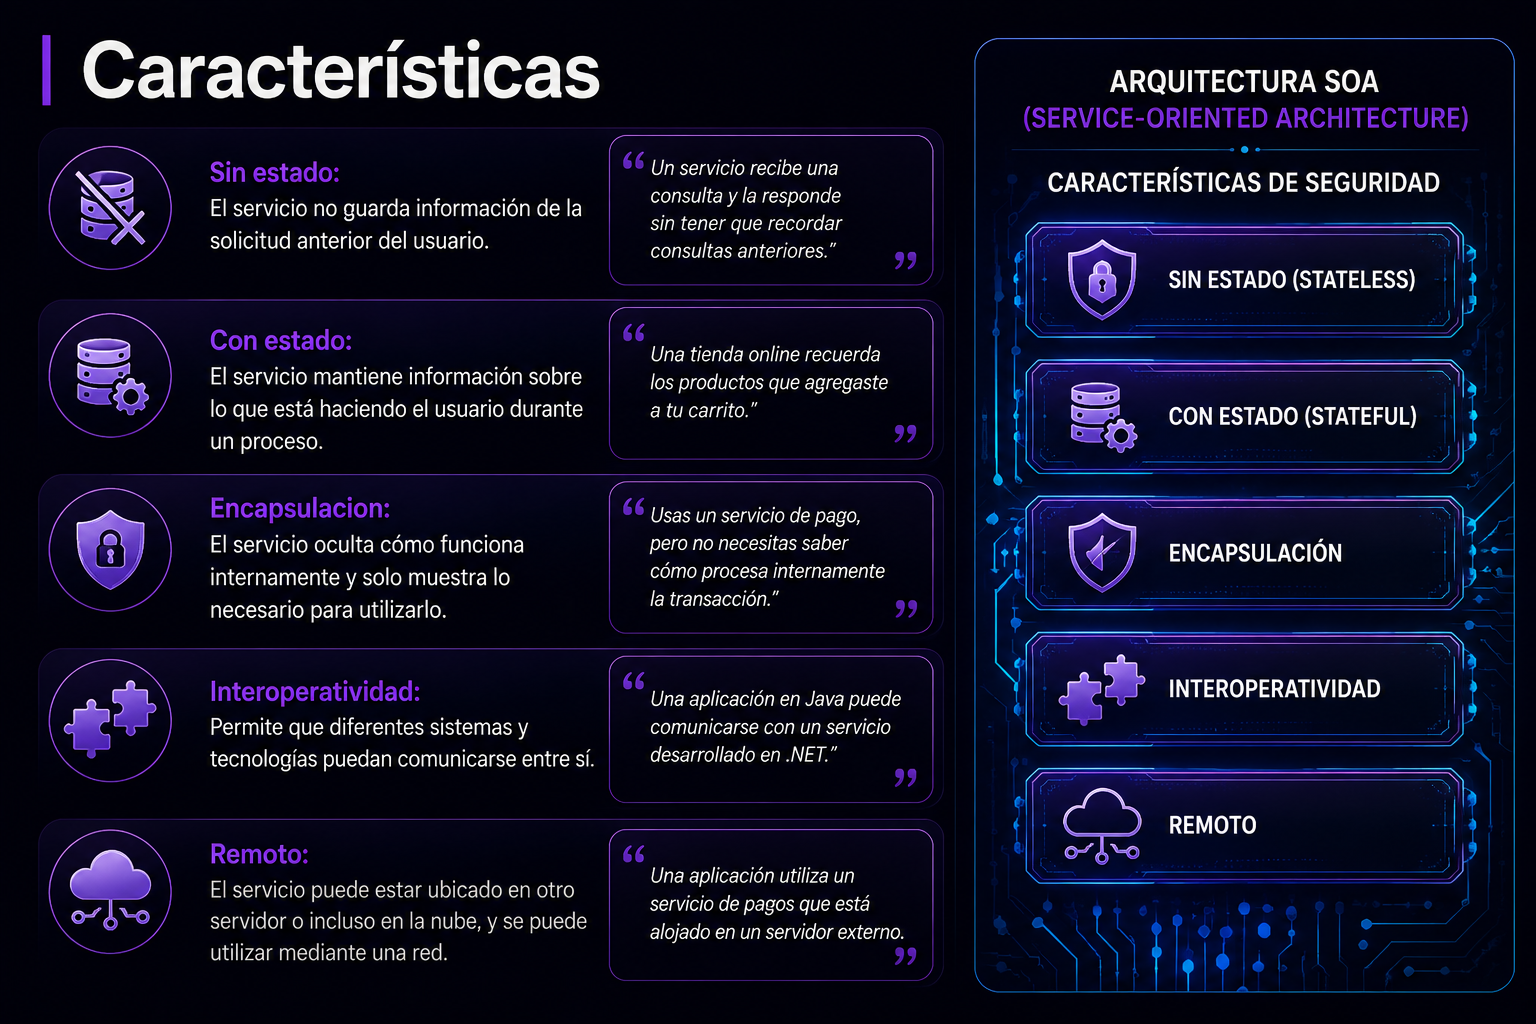 Características
Sin estado:
El servicio no guarda información de la
solicitud anterior del usuario.
“
Un servicio recibe una
consulta y la responde
sin tener que recordar
consultas anteriores.”
”
Con estado:
El servicio mantiene información sobre
lo que está haciendo el usuario durante
un proceso.
“
Una tienda online recuerda
los productos que agregaste
a tu carrito.”
”
Encapsulacion:
El servicio oculta cómo funciona
internamente y solo muestra lo
necesario para utilizarlo.
“
Usas un servicio de pago,
pero no necesitas saber
cómo procesa internamente
la transacción.”
”
Interoperatividad:
Permite que diferentes sistemas y
tecnologías puedan comunicarse entre sí.
“
Una aplicación en Java puede
comunicarse con un servicio
desarrollado en .NET.”
”
Remoto:
El servicio puede estar ubicado en otro
servidor o incluso en la nube, y se puede
utilizar mediante una red.
“
Una aplicación utiliza un
servicio de pagos que está
alojado en un servidor externo.
”
ARQUITECTURA SOA
(SERVICE-ORIENTED ARCHITECTURE)
CARACTERÍSTICAS DE SEGURIDAD
SIN ESTADO (STATELESS)
CON ESTADO (STATEFUL)
ENCAPSULACIÓN
INTEROPERATIVIDAD
REMOTO